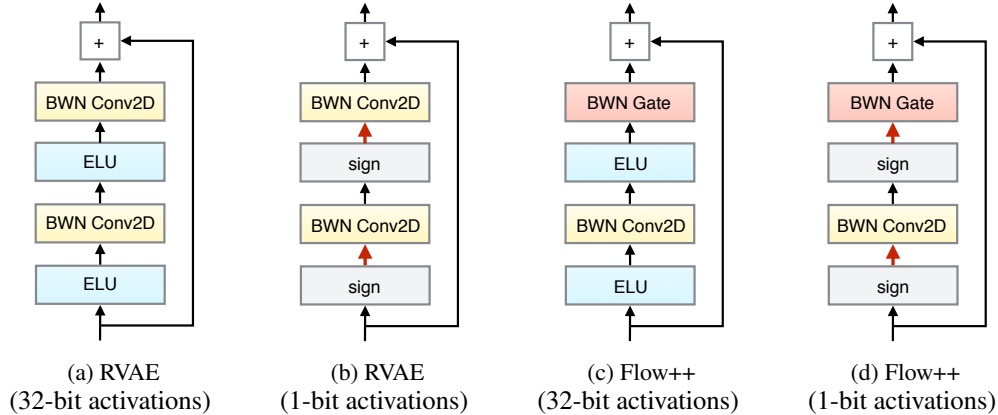 +
BWN Conv2D
ELU
BWN Conv2D
ELU
(a) RVAE
(32-bit activations)
+
BWN Conv2D
sign
BWN Conv2D
sign
(b) RVAE
(1-bit activations)
+
BWN Gate
ELU
BWN Conv2D
ELU
(c) Flow++
(32-bit activations)
+
BWN Gate
sign
BWN Conv2D
sign
(d) Flow++
(1-bit activations)